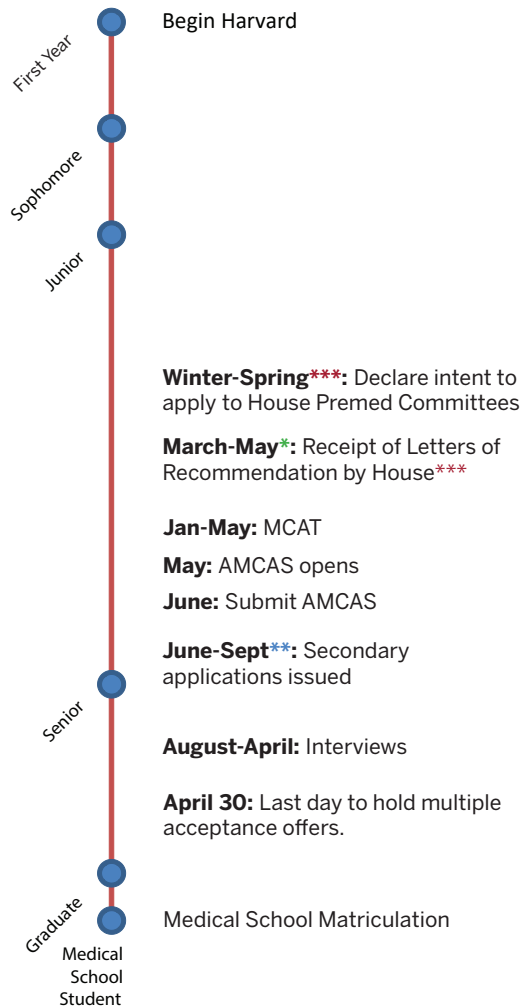 Begin Harvard
First Year
Sophomore
Junior
Winter-Spring***: Declare intent to
apply to House Premed Committees
March-May*: Receipt of Letters of
Recommendation by House***
Jan-May: MCAT
May: AMCAS opens
June: Submit AMCAS
June-Sept**: Secondary
applications issued
Senior
August-April: Interviews
April 30: Last day to hold multiple
acceptance offers.
Graduate
Medical School Matriculation
Medical
School
Student